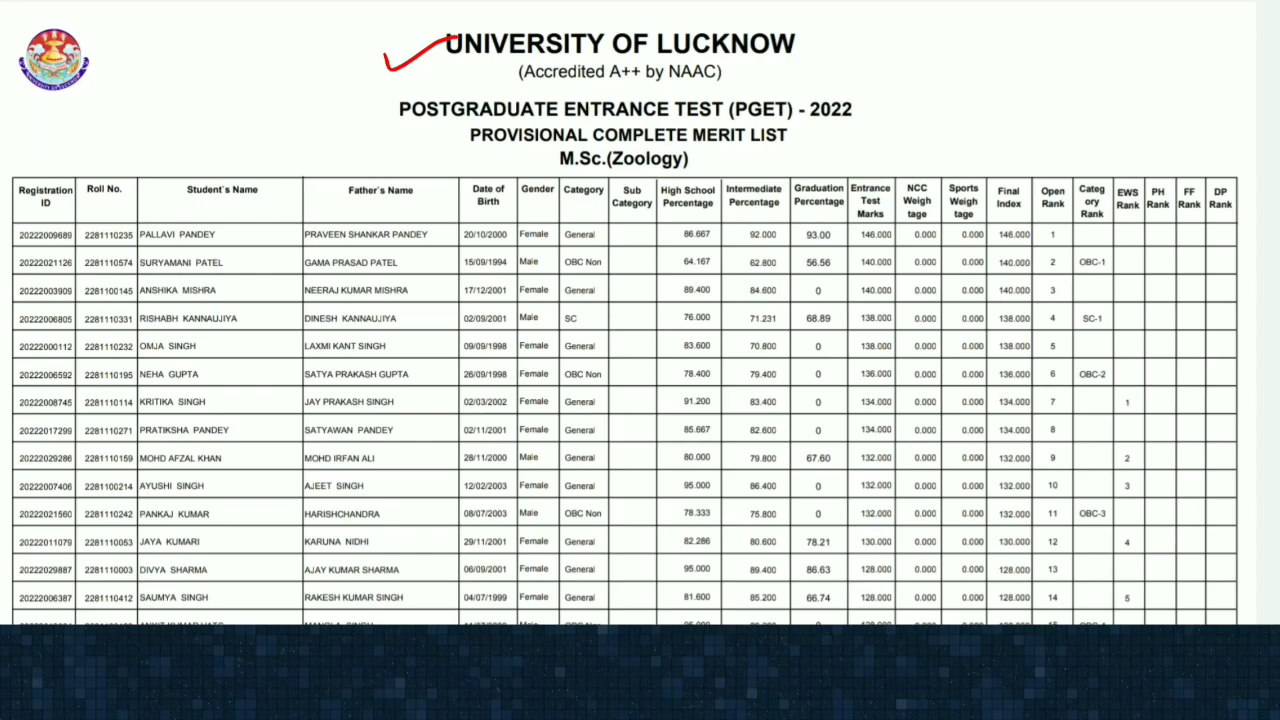 UNIVERSITY OF LUCKNOW
(Accredited A++ by NAAC)
POSTGRADUATE ENTRANCE TEST (PGET) - 2022
PROVISIONAL COMPLETE MERIT LIST
M.Sc.(Zoology)
Registration ID Roll No. Student`s Name Father`s Name Date of Birth Gender Category Sub Category High School Percentage Intermediate Percentage Graduation Percentage Entrance Test Marks NCC Weigh tage Sports Weigh tage Final Index Open Rank Categ ory Rank EWS Rank PH Rank FF Rank DP Rank
20222009689 2281110235 PALLAVI PANDEY PRAVEEN SHANKAR PANDEY 20/10/2000 Female General 86.667 92.000 93.00 146.000 0.000 0.000 146.000 1
20222021126 2281110574 SURYAMANI PATEL GAMA PRASAD PATEL 15/09/1994 Male OBC Non 64.167 62.800 56.56 140.000 0.000 0.000 140.000 2 OBC-1
20222003909 2281100145 ANSHIKA MISHRA NEERAJ KUMAR MISHRA 17/12/2001 Female General 89.400 84.600 0 140.000 0.000 0.000 140.000 3
20222006805 2281110331 RISHABH KANNAUJIYA DINESH KANNAUJIYA 02/09/2001 Male SC 76.000 71.231 68.89 138.000 0.000 0.000 138.000 4 SC-1
20222000112 2281110232 OMJA SINGH LAXMI KANT SINGH 09/09/1998 Female General 83.600 70.800 0 138.000 0.000 0.000 138.000 5
20222006592 2281110195 NEHA GUPTA SATYA PRAKASH GUPTA 26/09/1998 Female OBC Non 78.400 79.400 0 136.000 0.000 0.000 136.000 6 OBC-2
20222008745 2281110114 KRITIKA SINGH JAY PRAKASH SINGH 02/03/2002 Female General 91.200 83.400 0 134.000 0.000 0.000 134.000 7 1
20222017299 2281110271 PRATIKSHA PANDEY SATYAWAN PANDEY 02/11/2001 Female General 85.667 82.600 0 134.000 0.000 0.000 134.000 8
20222029286 2281110159 MOHD AFZAL KHAN MOHD IRFAN ALI 28/11/2000 Male General 80.000 79.800 67.60 132.000 0.000 0.000 132.000 9 2
20222007406 2281100214 AYUSHI SINGH AJEET SINGH 12/02/2003 Female General 95.000 86.400 0 132.000 0.000 0.000 132.000 10 3
20222021560 2281110242 PANKAJ KUMAR HARISHCHANDRA 08/07/2003 Male OBC Non 78.333 75.800 0 132.000 0.000 0.000 132.000 11 OBC-3
20222011079 2281110053 JAYA KUMARI KARUNA NIDHI 29/11/2001 Female General 82.286 80.600 78.21 130.000 0.000 0.000 130.000 12 4
20222029887 2281110003 DIVYA SHARMA AJAY KUMAR SHARMA 06/09/2001 Female General 95.000 89.400 86.63 128.000 0.000 0.000 128.000 13
20222006387 2281110412 SAUMYA SINGH RAKESH KUMAR SINGH 04/07/1999 Female General 81.600 85.200 66.74 128.000 0.000 0.000 128.000 14 5